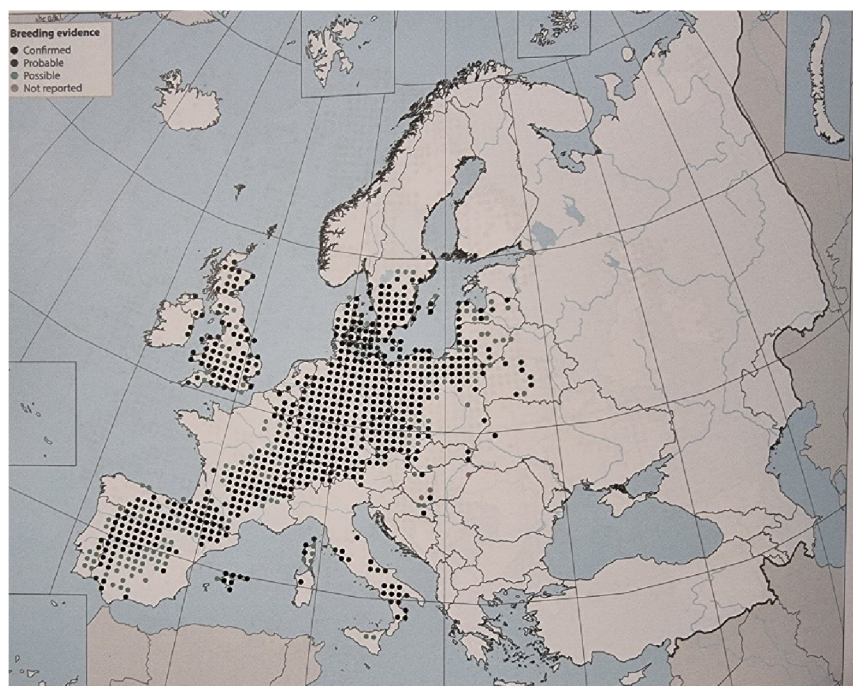 Breeding evidence
Confirmed
Probable
Possible
Not reported